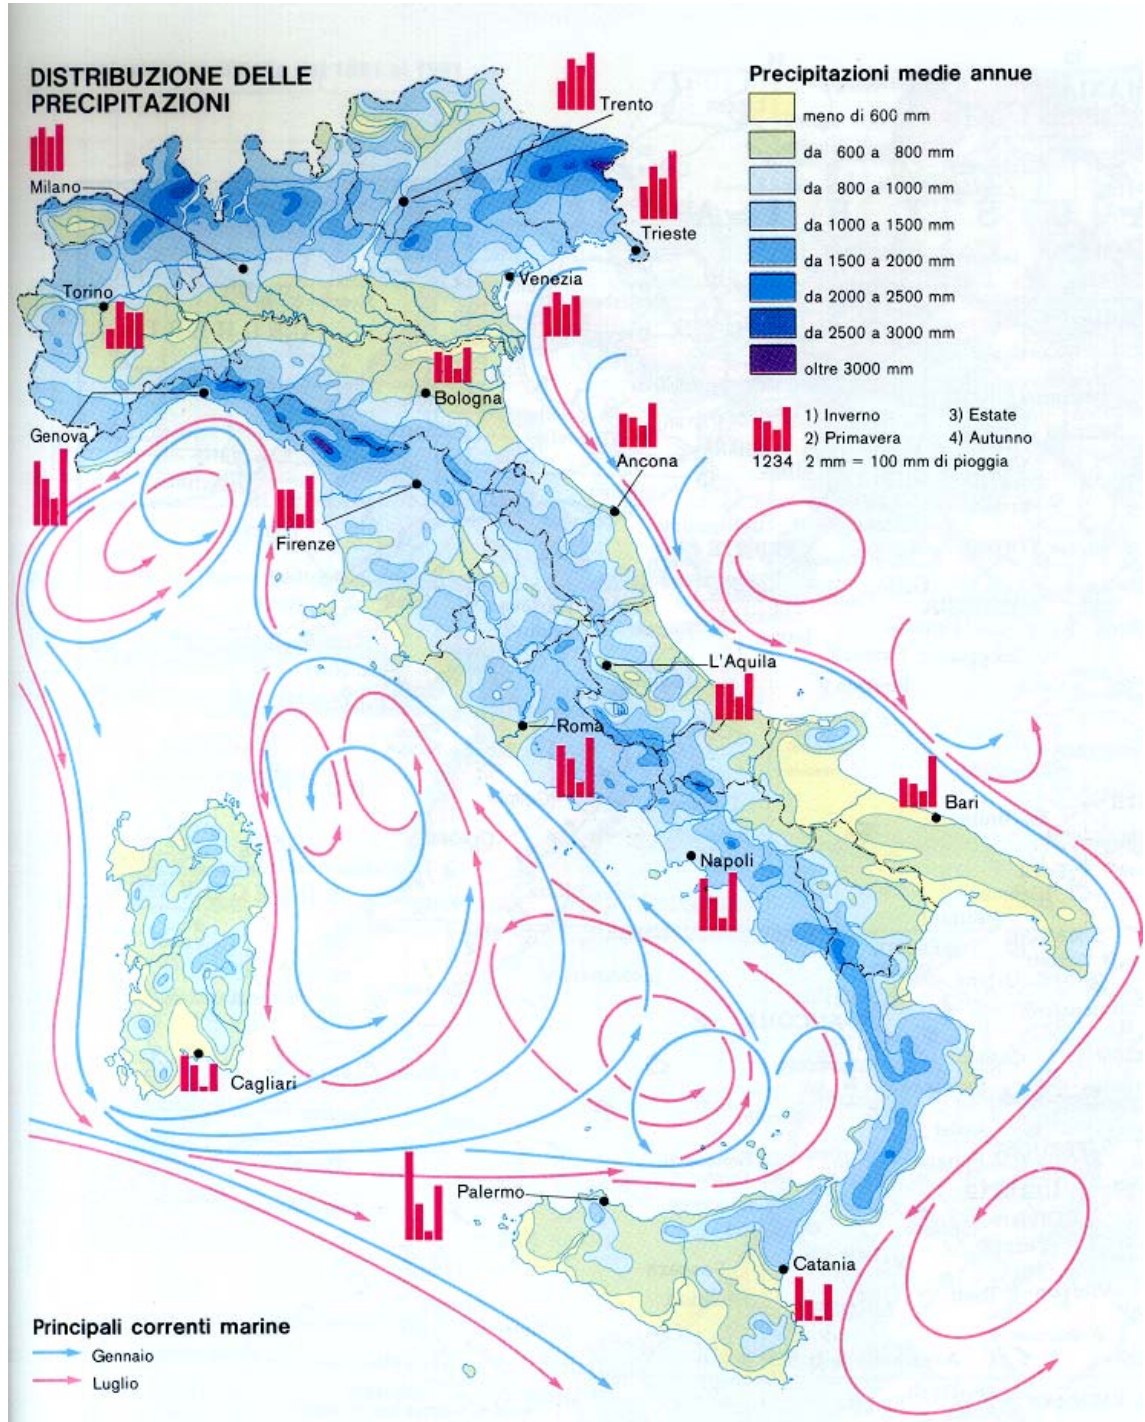 DISTRIBUZIONE DELLE
PRECIPITAZIONI
Precipitazioni medie annue
meno di 600 mm
da 600 a 800 mm
da 800 a 1000 mm
da 1000 a 1500 mm
da 1500 a 2000 mm
da 2000 a 2500 mm
da 2500 a 3000 mm
oltre 3000 mm
1) Inverno 3) Estate
2) Primavera 4) Autunno
1234 2 mm = 100 mm di pioggia
Trento
Milano
Trieste
Venezia
Torino
Bologna
Genova
Ancona
Firenze
L'Aquila
Roma
Bari
Napoli
Cagliari
Palermo
Catania
Principali correnti marine
Gennaio
Luglio